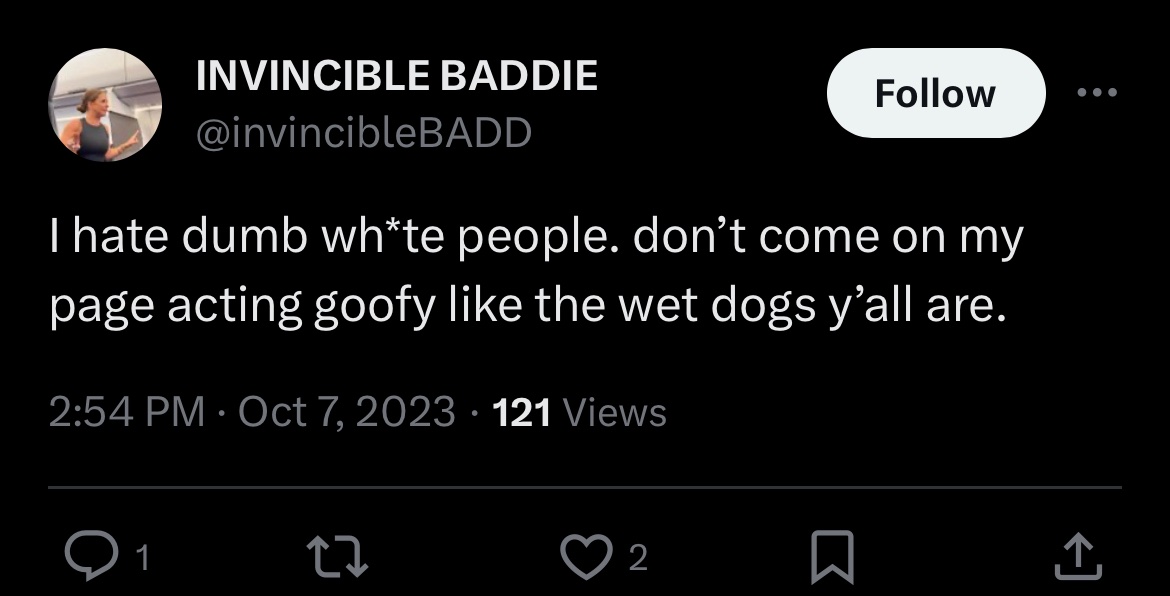 INVINCIBLE BADDIE
@invincibleBADD
Follow
I hate dumb wh*te people. don’t come on my
page acting goofy like the wet dogs y’all are.
2:54 PM · Oct 7, 2023 · 121 Views
1
2